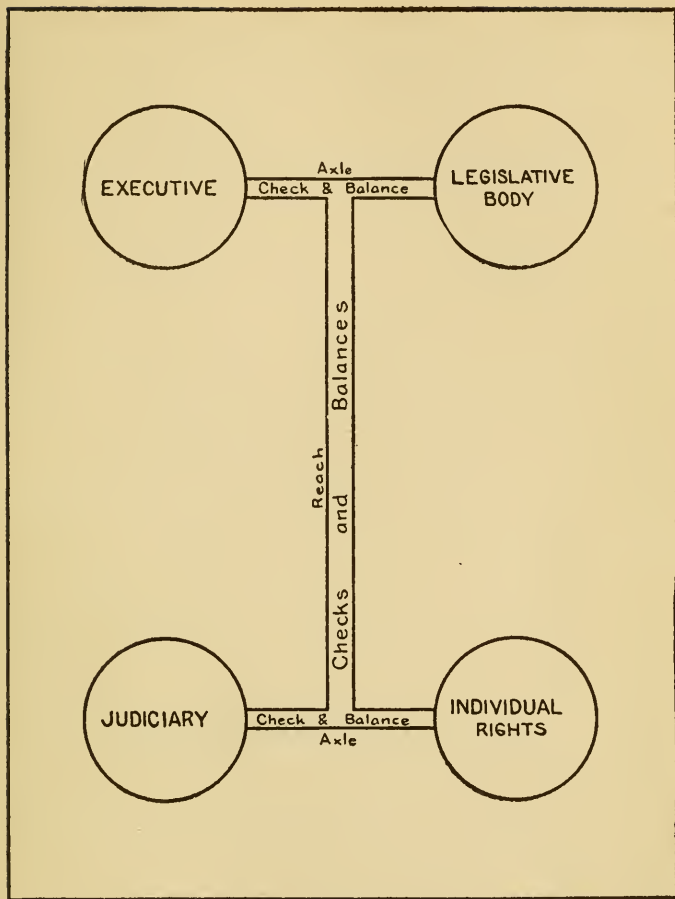 Axle
EXECUTIVE
Check & Balance
LEGISLATIVE
BODY
Reach
Checks and Balances
JUDICIARY
Check & Balance
INDIVIDUAL
RIGHTS
Axle